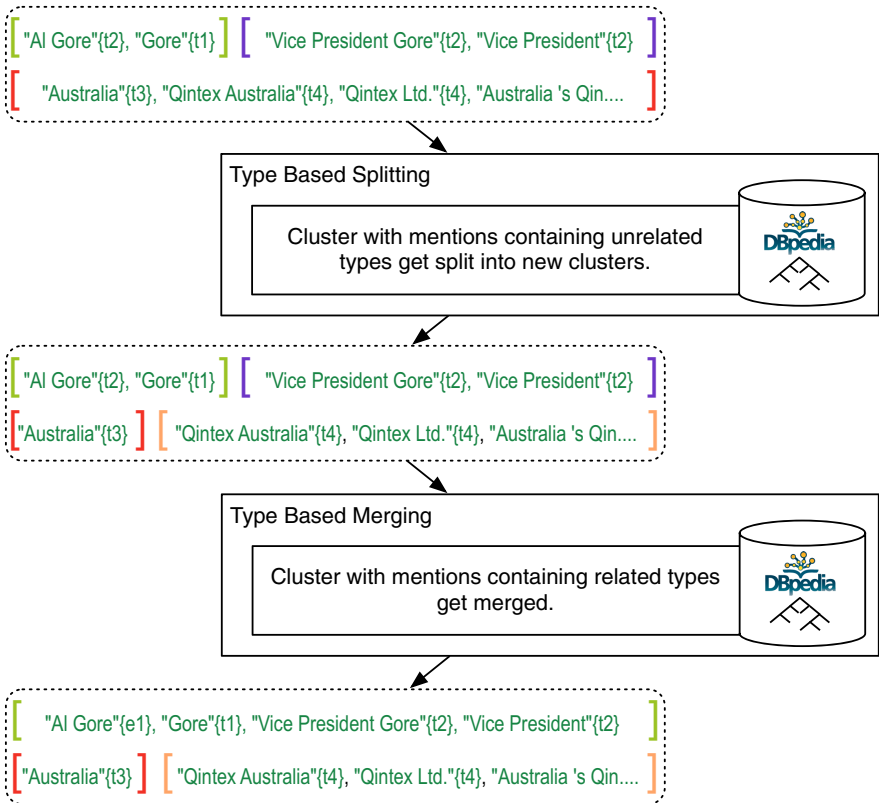 ["Al Gore"{t2}, "Gore"{t1}] ["Vice President Gore"{t2}, "Vice President"{t2}]
["Australia"{t3}, "Qintex Australia"{t4}, "Qintex Ltd."{t4}, "Australia 's Qin....]
Type Based Splitting
Cluster with mentions containing unrelated
types get split into new clusters.
DBpedia
["Al Gore"{t2}, "Gore"{t1}] ["Vice President Gore"{t2}, "Vice President"{t2}]
["Australia"{t3}] ["Qintex Australia"{t4}, "Qintex Ltd."{t4}, "Australia 's Qin....]
Type Based Merging
Cluster with mentions containing related types
get merged.
DBpedia
["Al Gore"{e1}, "Gore"{t1}, "Vice President Gore"{t2}, "Vice President"{t2}]
["Australia"{t3}] ["Qintex Australia"{t4}, "Qintex Ltd."{t4}, "Australia 's Qin....]